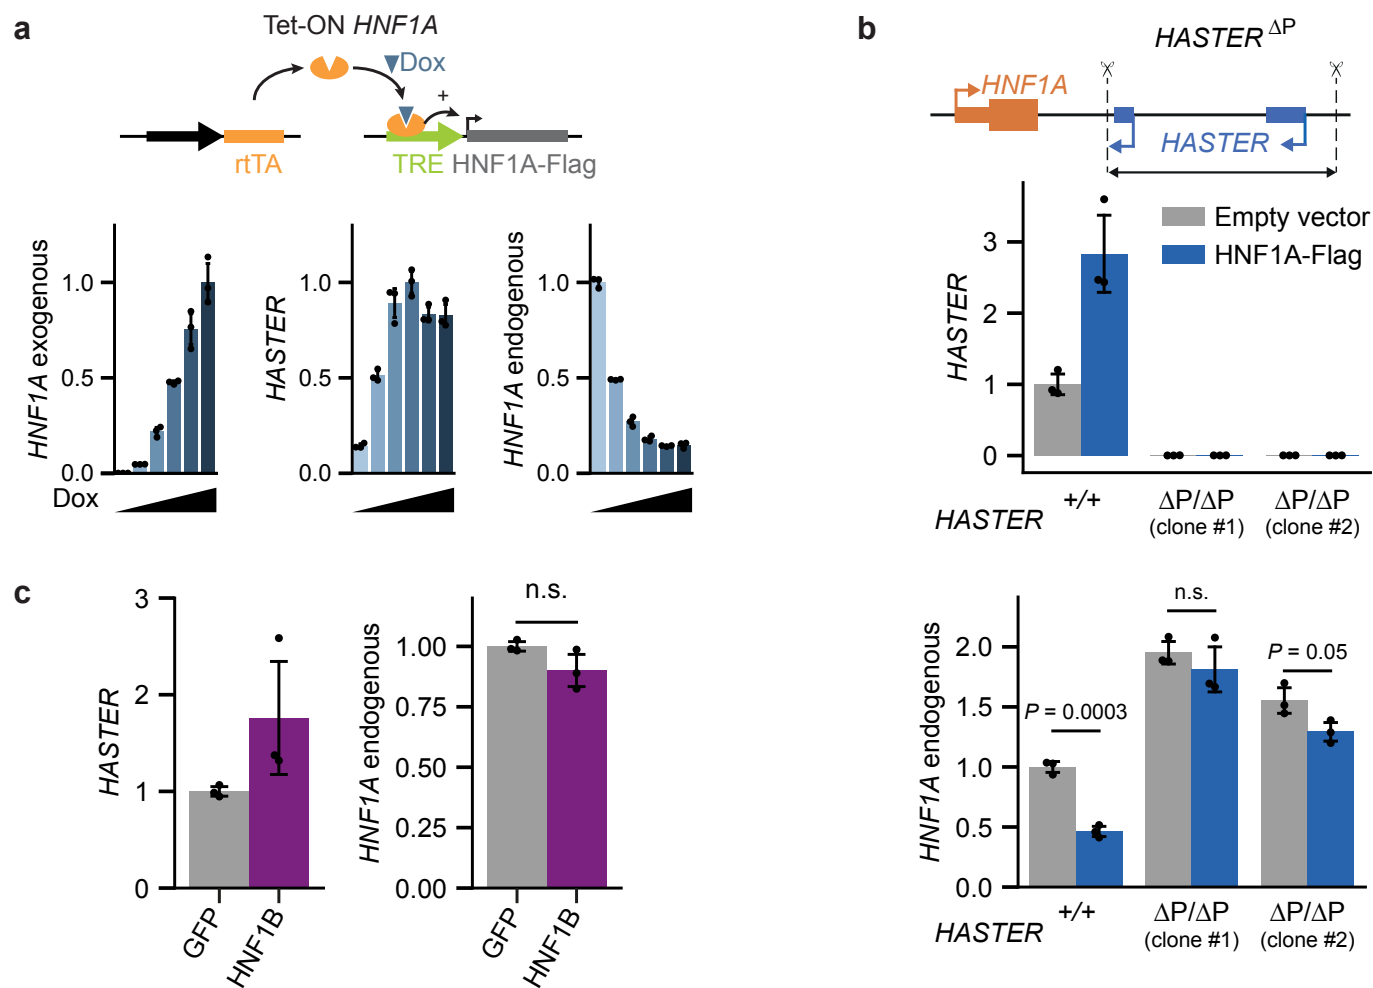 a
Tet-ON HNF1A
Dox
+
rtTA
TRE HNF1A-Flag
HNF1A exogenous
1.0
0.5
0.0
HASTER
1.0
0.5
0.0
HNF1A endogenous
1.0
0.5
0.0
Dox
b
HASTER ΔP
HNF1A
HASTER
Empty vector
HNF1A-Flag
HASTER
3
2
1
0
HASTER +/+ ΔP/ΔP ΔP/ΔP
(clone #1) (clone #2)
HNF1A endogenous
2.0
1.5
1.0
0.5
0.0
P = 0.0003
n.s.
P = 0.05
HASTER +/+ ΔP/ΔP ΔP/ΔP
(clone #1) (clone #2)
c
HASTER
3
2
1
0
GFP
HNF1B
HNF1A endogenous
n.s.
1.00
0.75
0.50
0.25
0.00
GFP
HNF1B